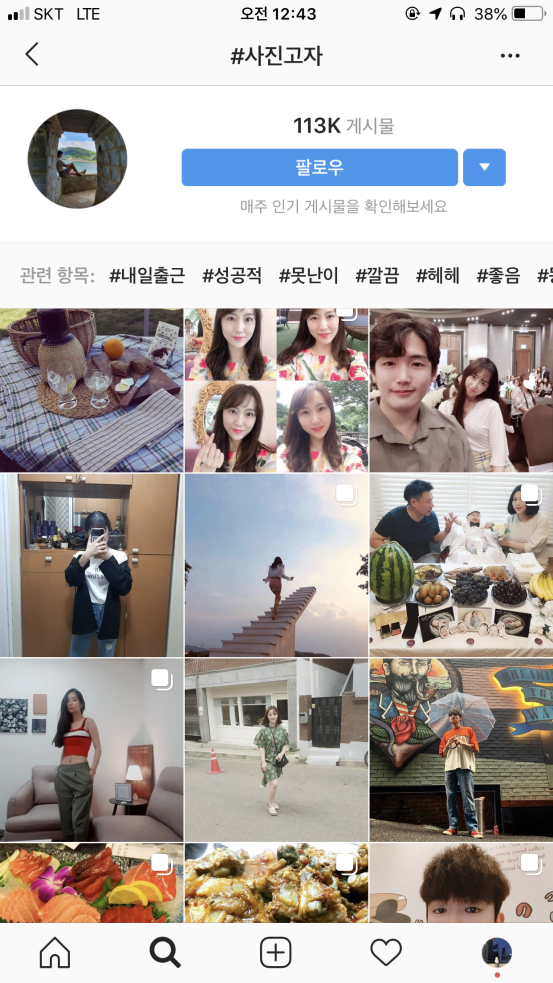 SKT LTE 오전 12:43 38%
#사진고자
113K 게시물
팔로우
매주 인기 게시물을 확인해보세요
관련 항목: #내일출근 #성공적 #못난이 #깔끔 #헤헤 #좋음